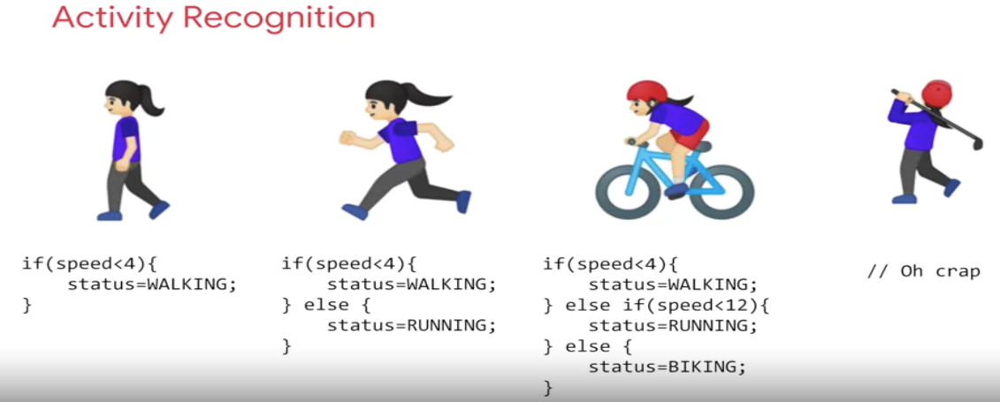 Activity Recognition
if(speed<4){
    status=WALKING;
}
if(speed<4){
    status=WALKING;
} else {
    status=RUNNING;
}
if(speed<4){
    status=WALKING;
} else if(speed<12){
    status=RUNNING;
} else {
    status=BIKING;
}
// Oh crap